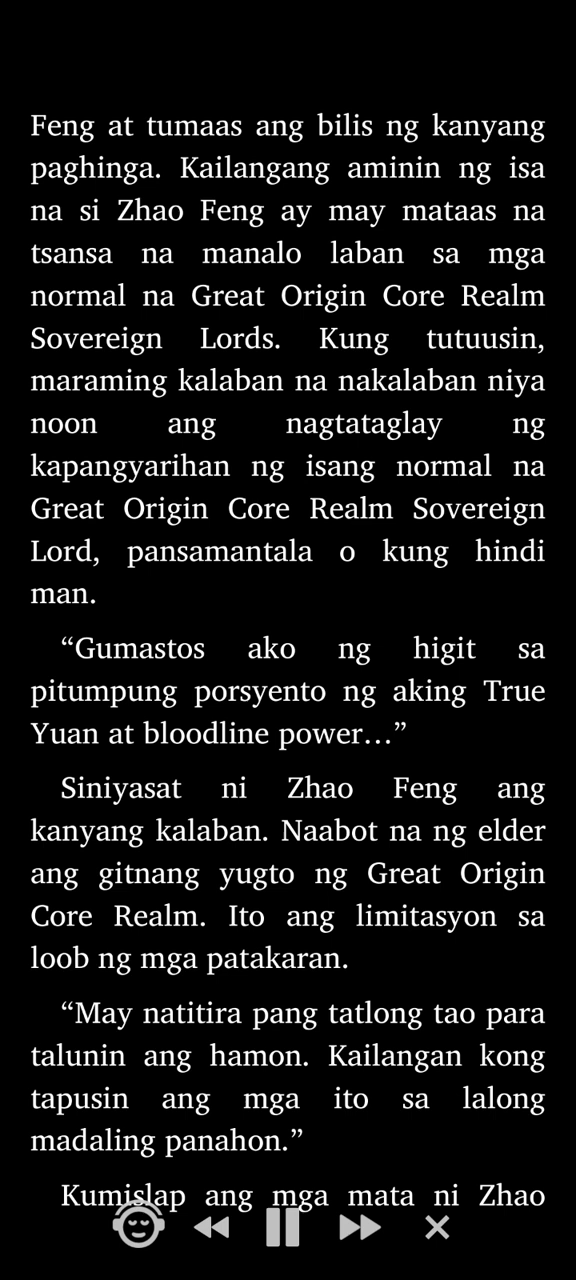 Feng at tumaas ang bilis ng kanyang
paghinga. Kailangang aminin ng isa
na si Zhao Feng ay may mataas na
tsansa na manalo laban sa mga
normal na Great Origin Core Realm
Sovereign Lords. Kung tutuusin,
maraming kalaban na nakalaban niya
noon ang nagtataglay ng
kapangyarihan ng isang normal na
Great Origin Core Realm Sovereign
Lord, pansamantala o kung hindi
man.
“Gumastos ako ng higit sa
pitumpung porsyento ng aking True
Yuan at bloodline power…”
Siniyasat ni Zhao Feng ang
kanyang kalaban. Naabot na ng elder
ang gitnang yugto ng Great Origin
Core Realm. Ito ang limitasyon sa
loob ng mga patakaran.
“May natitira pang tatlong tao para
talunin ang hamon. Kailangan kong
tapusin ang mga ito sa lalong
madaling panahon.”
Kumislap ang mga mata ni Zhao